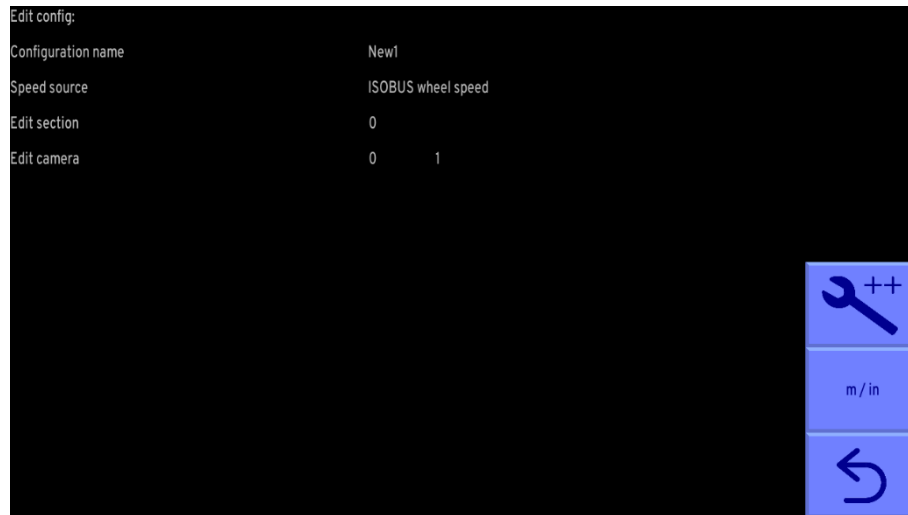 Edit config:
Configuration name New1
Speed source ISOBUS wheel speed
Edit section 0
Edit camera 0 1
++
m / in